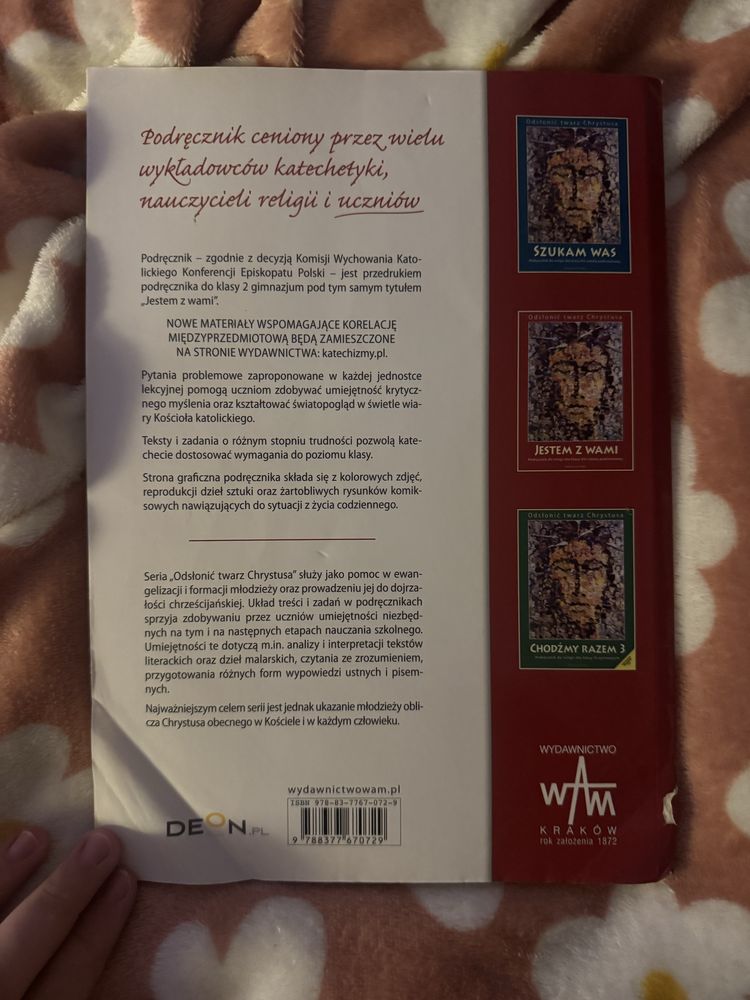 Podręcznik ceniony przez wielu
wykładowców katechetyki,
nauczycieli religii i uczniów
Podręcznik – zgodnie z decyzją Komisji Wychowania Kato-
lickiego Konferencji Episkopatu Polski – jest przedrukiem
podręcznika do klasy 2 gimnazjum pod tym samym tytułem
„Jestem z wami”.
NOWE MATERIAŁY WSPOMAGAJĄCE KORELACJĘ
MIĘDZYPRZEDMIOTOWĄ BĘDĄ ZAMIESZCZONE
NA STRONIE WYDAWNICTWA: katechizmy.pl.
Pytania problemowe zaproponowane w każdej jednostce
lekcyjnej pomogą uczniom zdobywać umiejętność krytycz-
nego myślenia oraz kształtować światopogląd w świetle wia-
ry Kościoła katolickiego.
Teksty i zadania o różnym stopniu trudności pozwolą kate-
checie dostosować wymagania do poziomu klasy.
Strona graficzna podręcznika składa się z kolorowych zdjęć,
reprodukcji dzieł sztuki oraz żartobliwych rysunków komik-
sowych nawiązujących do sytuacji z życia codziennego.
Seria „Odsłonić twarz Chrystusa” służy jako pomoc w ewan-
gelizacji i formacji młodzieży oraz prowadzeniu jej do dojrza-
łości chrześcijańskiej. Układ treści i zadań w podręcznikach
sprzyja zdobywaniu przez uczniów umiejętności niezbęd-
nych na tym i na następnych etapach nauczania szkolnego.
Umiejętności te dotyczą m.in. analizy i interpretacji tekstów
literackich oraz dzieł malarskich, czytania ze zrozumieniem,
przygotowania różnych form wypowiedzi ustnych i pisem-
nych.
Najważniejszym celem serii jest jednak ukazanie młodzieży obli-
cza Chrystusa obecnego w Kościele i w każdym człowieku.
wydawnictwowam.pl
ISBN 978-83-7767-072-9
9 788377 670729
DEON.PL
Odsłonić twarz Chrystusa
SZUKAM WAS
Odsłonić twarz Chrystusa
JESTEM Z WAMI
Odsłonić twarz Chrystusa
CHODŹMY RAZEM 3
WYDAWNICTWO
WAM
KRAKÓW
rok założenia 1872